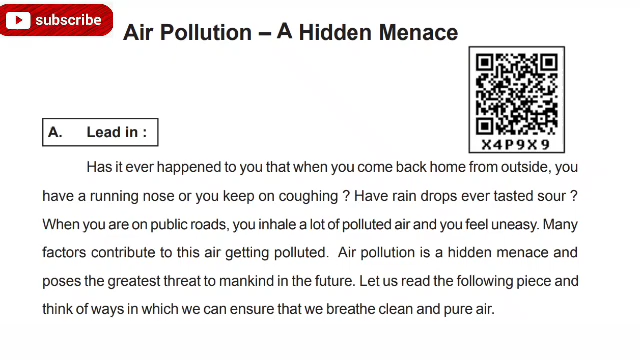 subscribe
Air Pollution – A Hidden Menace
X4P9X9
A. Lead in :
Has it ever happened to you that when you come back home from outside, you
have a running nose or you keep on coughing ? Have rain drops ever tasted sour ?
When you are on public roads, you inhale a lot of polluted air and you feel uneasy. Many
factors contribute to this air getting polluted. Air pollution is a hidden menace and
poses the greatest threat to mankind in the future. Let us read the following piece and
think of ways in which we can ensure that we breathe clean and pure air.